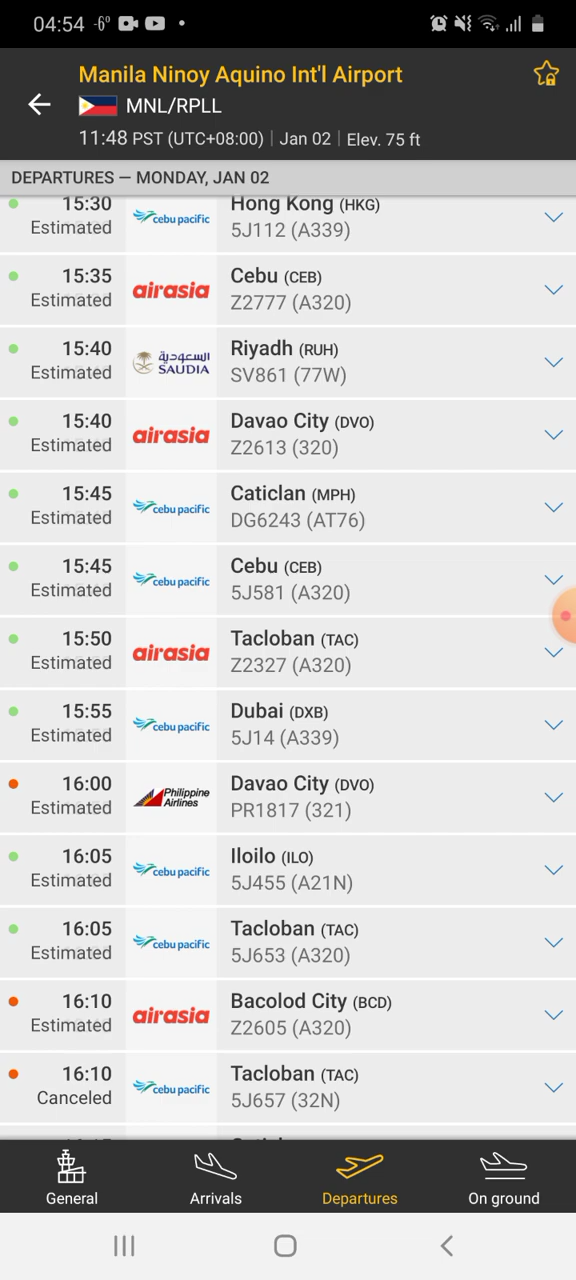 04:54 -6°
Manila Ninoy Aquino Int'l Airport
MNL/RPLL
11:48 PST (UTC+08:00) | Jan 02 | Elev. 75 ft
DEPARTURES — MONDAY, JAN 02
15:30 Hong Kong (HKG)
Estimated cebu pacific 5J112 (A339)
15:35 Cebu (CEB)
Estimated airasia Z2777 (A320)
15:40 السعودية Riyadh (RUH)
Estimated SAUDIA SV861 (77W)
15:40 Davao City (DVO)
Estimated airasia Z2613 (320)
15:45 Caticlan (MPH)
Estimated cebu pacific DG6243 (AT76)
15:45 Cebu (CEB)
Estimated cebu pacific 5J581 (A320)
15:50 Tacloban (TAC)
Estimated airasia Z2327 (A320)
15:55 Dubai (DXB)
Estimated cebu pacific 5J14 (A339)
16:00 Philippine Davao City (DVO)
Estimated Airlines PR1817 (321)
16:05 Iloilo (ILO)
Estimated cebu pacific 5J455 (A21N)
16:05 Tacloban (TAC)
Estimated cebu pacific 5J653 (A320)
16:10 Bacolod City (BCD)
Estimated airasia Z2605 (A320)
16:10 Tacloban (TAC)
Canceled cebu pacific 5J657 (32N)
General Arrivals Departures On ground